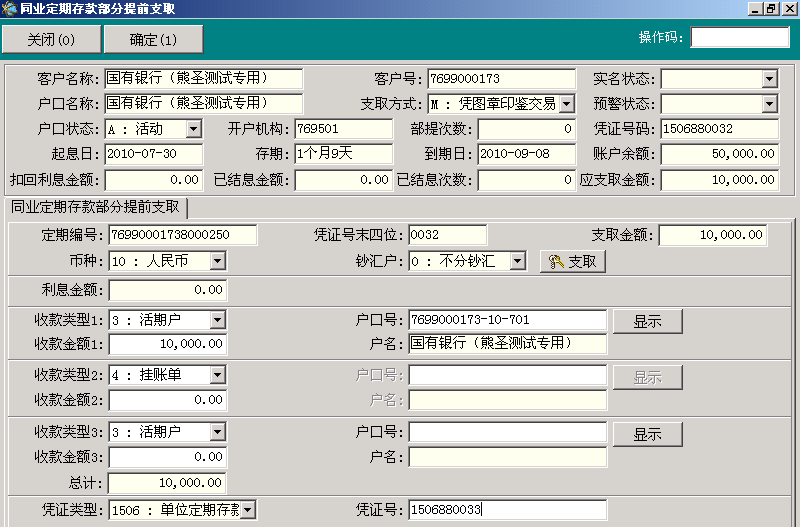 同业定期存款部分提前支取
关闭(0) 确定(1) 操作码:
客户名称: 国有银行（熊圣测试专用） 客户号: 7699000173 实名状态:
户口名称: 国有银行（熊圣测试专用） 支取方式: M : 凭图章印鉴交易 预警状态:
户口状态: A : 活动 开户机构: 769501 部提次数: 0 凭证号码: 1506880032
起息日: 2010-07-30 存期: 1个月9天 到期日: 2010-09-08 账户余额: 50,000.00
扣回利息金额: 0.00 已结息金额: 0.00 已结息次数: 0 应支取金额: 10,000.00
同业定期存款部分提前支取
定期编号: 76990001738000250 凭证号末四位: 0032 支取金额: 10,000.00
币种: 10 : 人民币 钞汇户: 0 : 不分钞汇 支取
利息金额: 0.00
收款类型1: 3 : 活期户 户口号: 7699000173-10-701 显示
收款金额1: 10,000.00 户名: 国有银行（熊圣测试专用）
收款类型2: 4 : 挂账单 户口号: 显示
收款金额2: 0.00 户名:
收款类型3: 3 : 活期户 户口号: 显示
收款金额3: 0.00 户名:
总计: 10,000.00
凭证类型: 1506 : 单位定期存款 凭证号: 1506880033